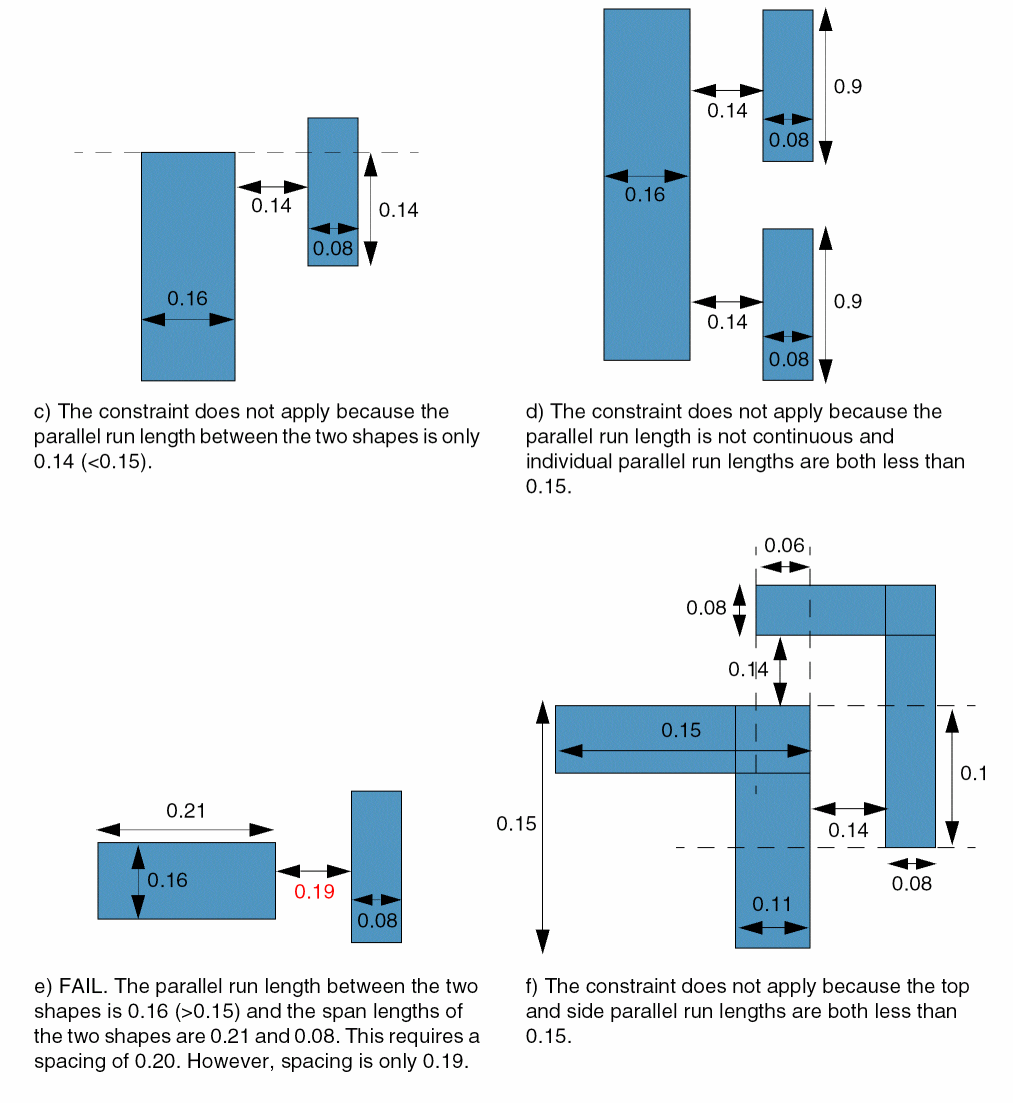 0.14
0.14
0.08
0.16
c) The constraint does not apply because the
parallel run length between the two shapes is only
0.14 (<0.15).
0.9
0.14
0.08
0.16
0.9
0.14
0.08
d) The constraint does not apply because the
parallel run length is not continuous and
individual parallel run lengths are both less than
0.15.
0.21
0.16
0.19
0.08
e) FAIL. The parallel run length between the two
shapes is 0.16 (>0.15) and the span lengths of
the two shapes are 0.21 and 0.08. This requires a
spacing of 0.20. However, spacing is only 0.19.
0.06
0.08
0.14
0.15
0.1
0.15
0.14
0.08
0.11
f) The constraint does not apply because the top
and side parallel run lengths are both less than
0.15.